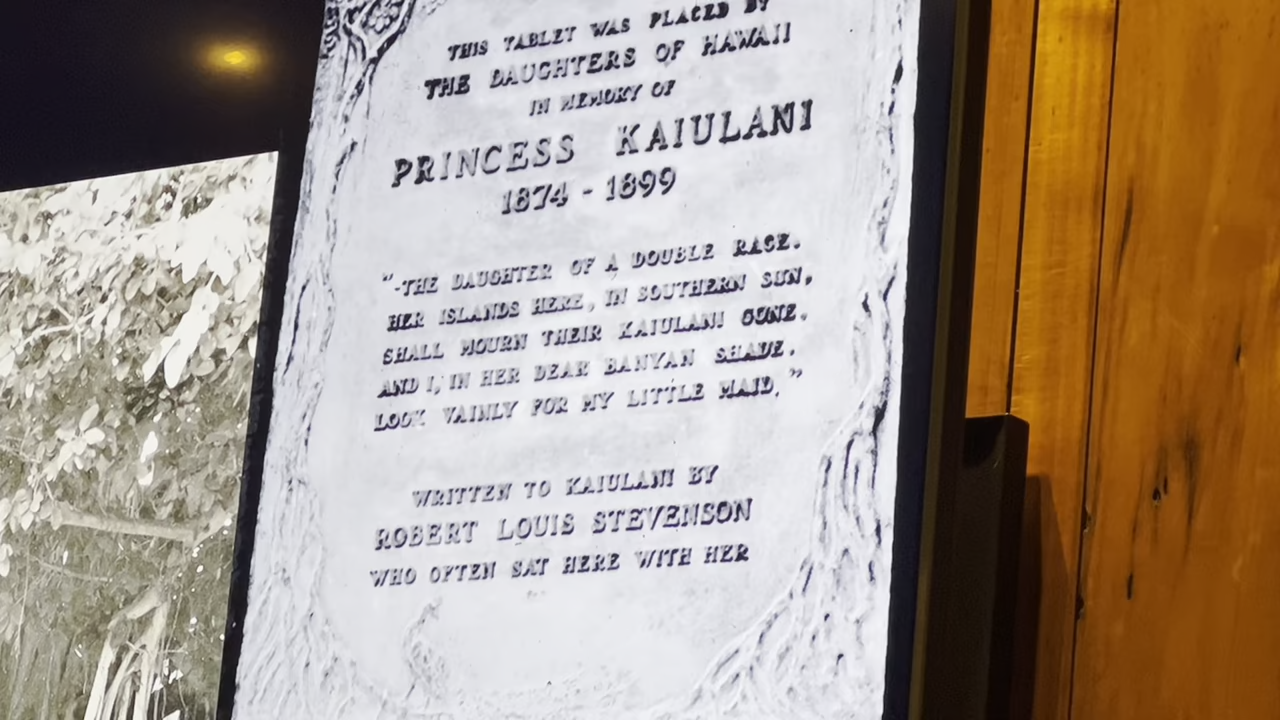 THIS TABLET WAS PLACED BY
THE DAUGHTERS OF HAWAII
IN MEMORY OF
PRINCESS KAIULANI
1874 - 1899
"-THE DAUGHTER OF A DOUBLE RACE.
HER ISLANDS HERE, IN SOUTHERN SUN,
SHALL MOURN THEIR KAIULANI GONE.
AND I, IN HER DEAR BANYAN SHADE.
LOOK VAINLY FOR MY LITTLE MAID."
WRITTEN TO KAIULANI BY
ROBERT LOUIS STEVENSON
WHO OFTEN SAT HERE WITH HER